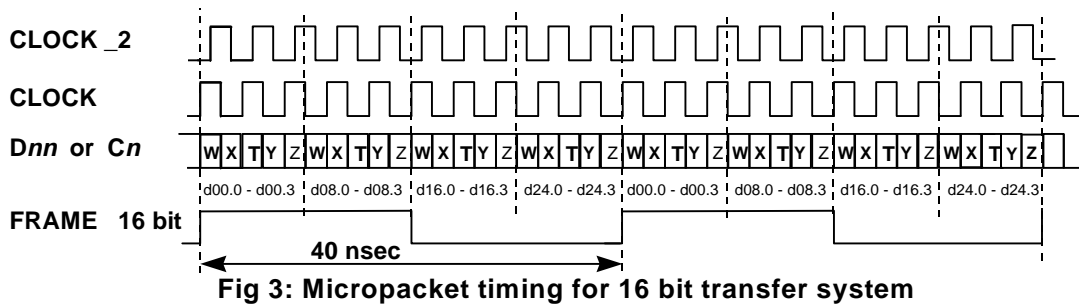 CLOCK _2
CLOCK
Dnn or Cn W X T Y Z W X T Y Z W X T Y Z W X T Y Z W X T Y Z W X T Y Z W X T Y Z W X T Y Z
d00.0 - d00.3 d08.0 - d08.3 d16.0 - d16.3 d24.0 - d24.3 d00.0 - d00.3 d08.0 - d08.3 d16.0 - d16.3 d24.0 - d24.3
FRAME 16 bit
40 nsec
Fig 3: Micropacket timing for 16 bit transfer system